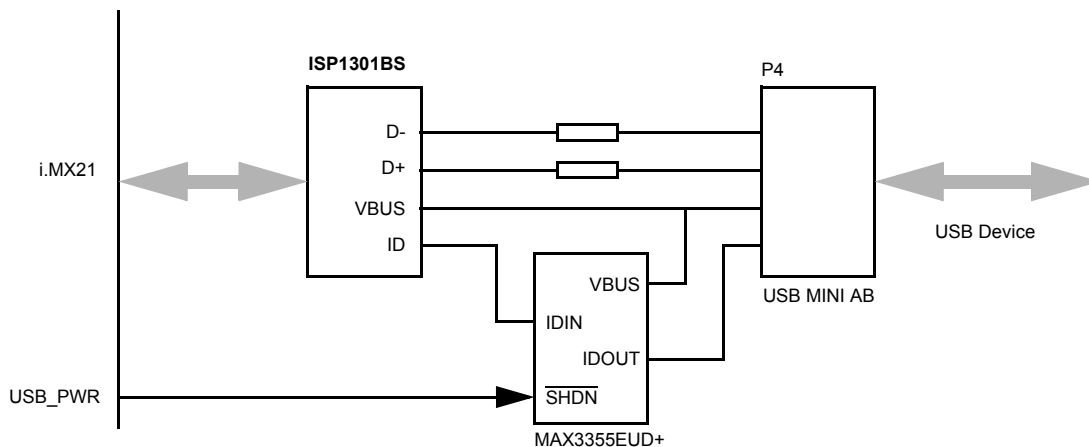 ISP1301BS
P4
D-
D+
VBUS
ID
i.MX21
USB Device
USB MINI AB
VBUS
IDIN
IDOUT
SHDN
USB_PWR
MAX3355EUD+